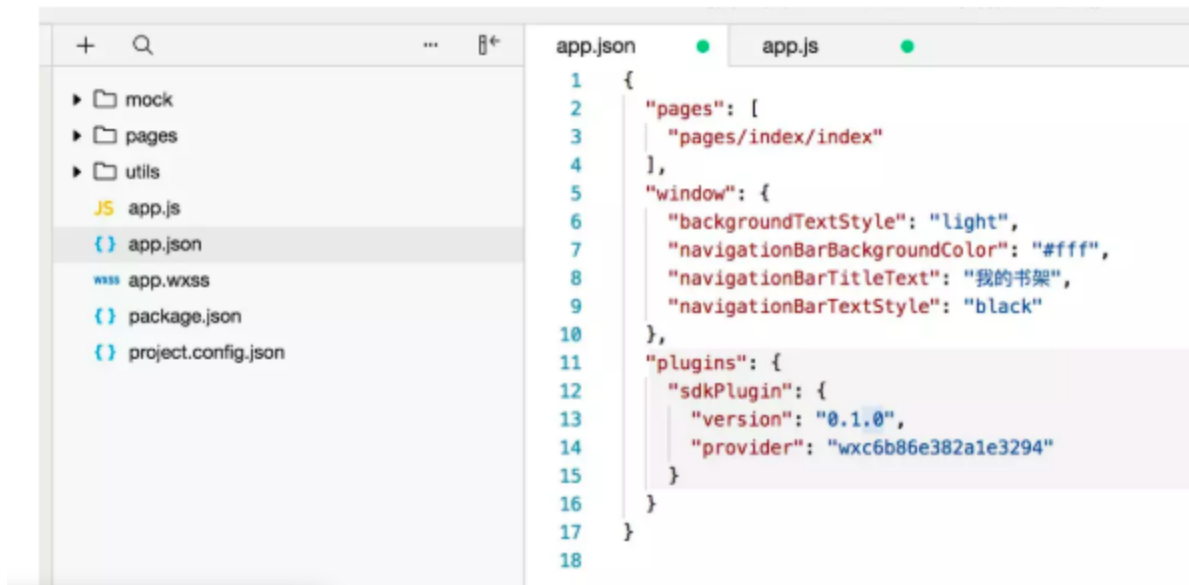 app.json
app.js
mock
pages
utils
JS app.js
{ } app.json
wxss app.wxss
{ } package.json
{ } project.config.json
1 {
2 "pages": [
3 "pages/index/index"
4 ],
5 "window": {
6 "backgroundTextStyle": "light",
7 "navigationBarBackgroundColor": "#fff",
8 "navigationBarTitleText": "我的书架",
9 "navigationBarTextStyle": "black"
10 },
11 "plugins": {
12 "sdkPlugin": {
13 "version": "0.1.0",
14 "provider": "wxc6b86e382a1e3294"
15 }
16 }
17 }
18